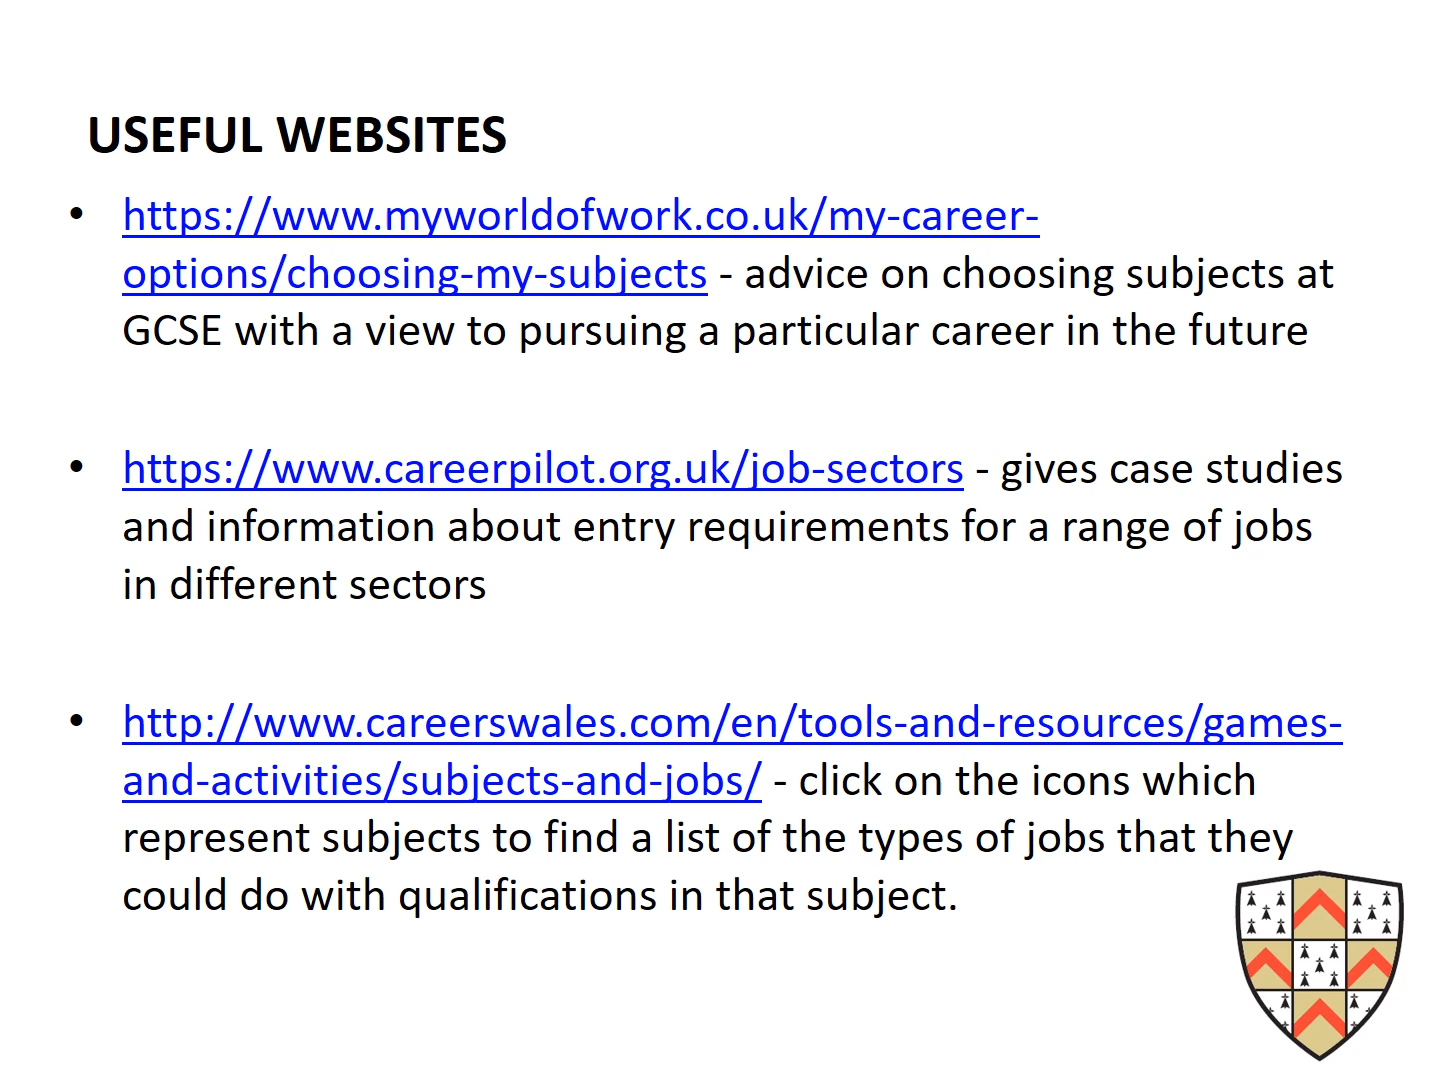 USEFUL WEBSITES
• https://www.myworldofwork.co.uk/my-career-
options/choosing-my-subjects - advice on choosing subjects at
GCSE with a view to pursuing a particular career in the future
• https://www.careerpilot.org.uk/job-sectors - gives case studies
and information about entry requirements for a range of jobs
in different sectors
• http://www.careerswales.com/en/tools-and-resources/games-
and-activities/subjects-and-jobs/ - click on the icons which
represent subjects to find a list of the types of jobs that they
could do with qualifications in that subject.